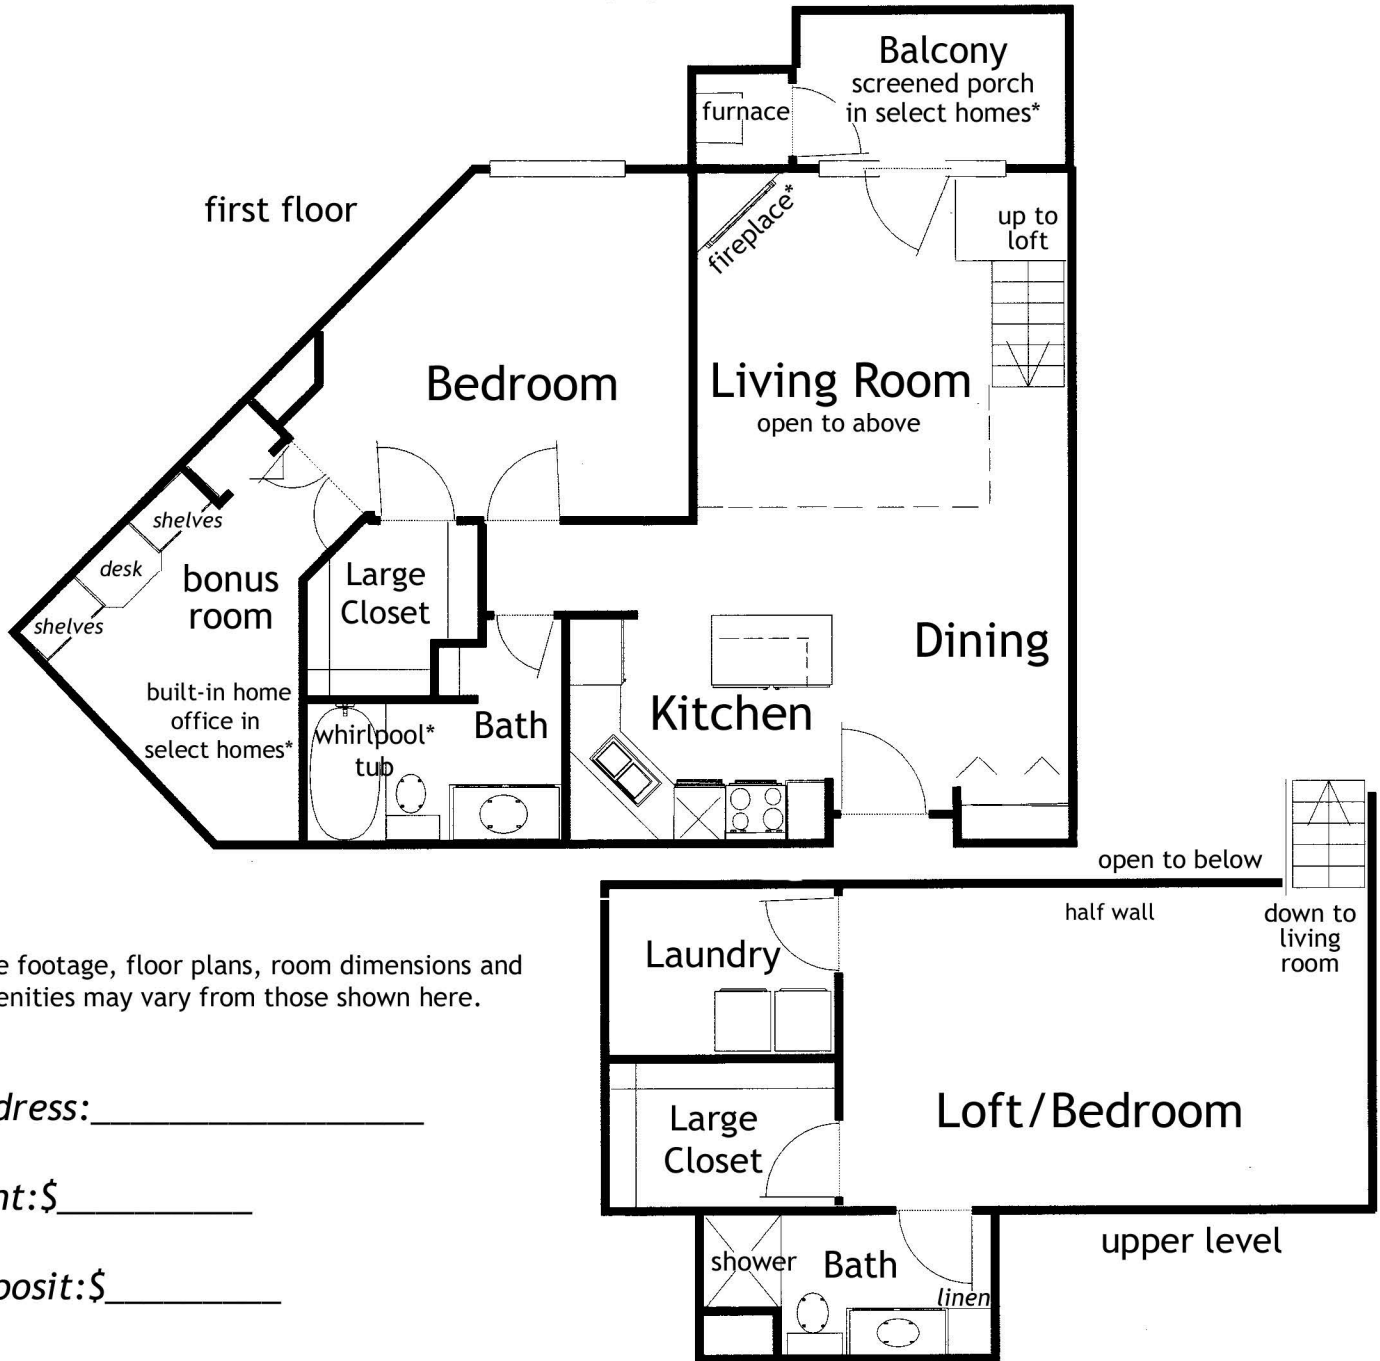 Balcony
screened porch
in select homes*
furnace
first floor
fireplace*
up to
loft
Bedroom
Living Room
open to above
shelves
desk
shelves
bonus
room
Large
Closet
Dining
built-in home
office in
select homes*
whirlpool*
tub
Bath
Kitchen
open to below
half wall
down to
living
room
Laundry
e footage, floor plans, room dimensions and
enities may vary from those shown here.
dress:
Large
Closet
Loft/Bedroom
nt:$
upper level
shower
Bath
linen
posit:$